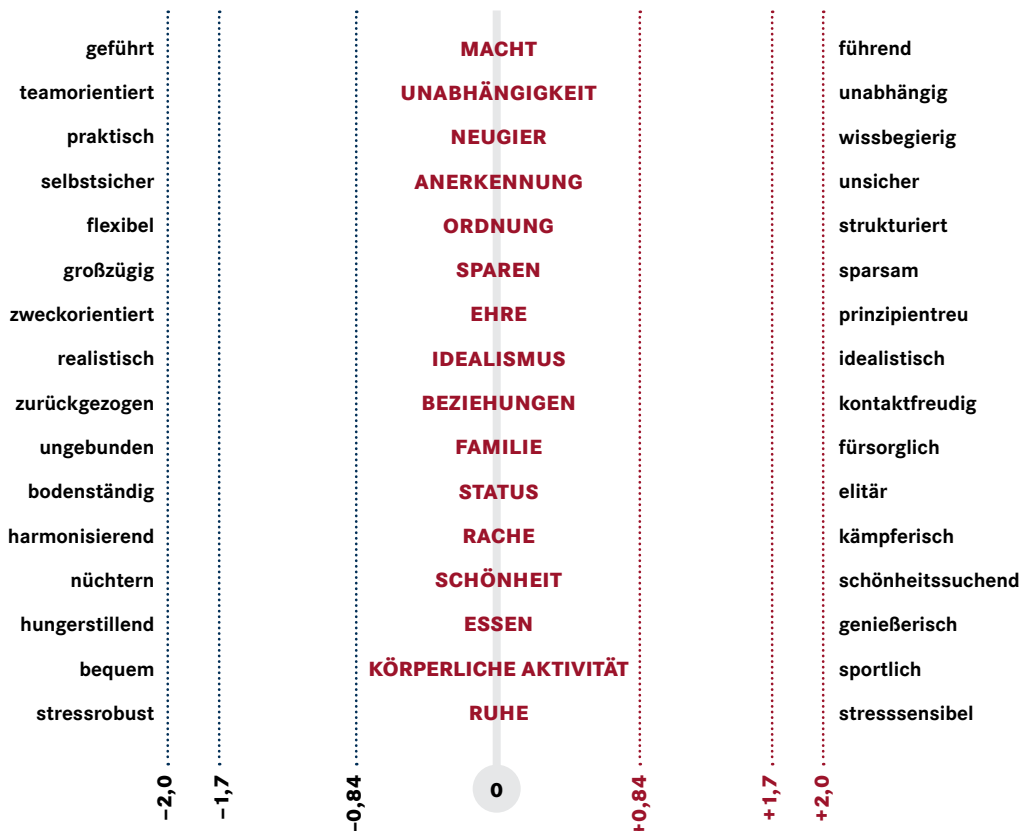 geführt MACHT führend
teamorientiert UNABHÄNGIGKEIT unabhängig
praktisch NEUGIER wissbegierig
selbstsicher ANERKENNUNG unsicher
flexibel ORDNUNG strukturiert
großzügig SPAREN sparsam
zweckorientiert EHRE prinzipientreu
realistisch IDEALISMUS idealistisch
zurückgezogen BEZIEHUNGEN kontaktfreudig
ungebunden FAMILIE fürsorglich
bodenständig STATUS elitär
harmonisierend RACHE kämpferisch
nüchtern SCHÖNHEIT schönheitssuchend
hungerstillend ESSEN genießerisch
bequem KÖRPERLICHE AKTIVITÄT sportlich
stressrobust RUHE stresssensibel
–2,0 –1,7 –0,84 0 +0,84 +1,7 +2,0